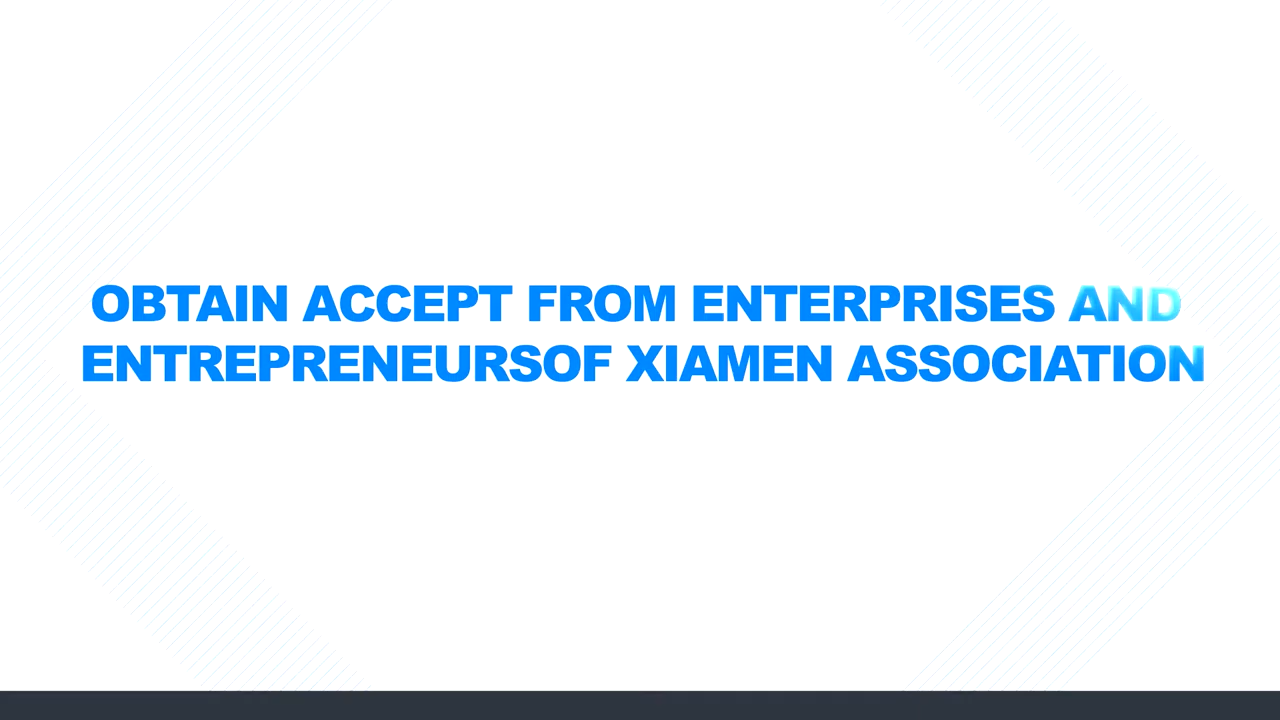 OBTAIN ACCEPT FROM ENTERPRISES AND
ENTREPRENEURSOF XIAMEN ASSOCIATION